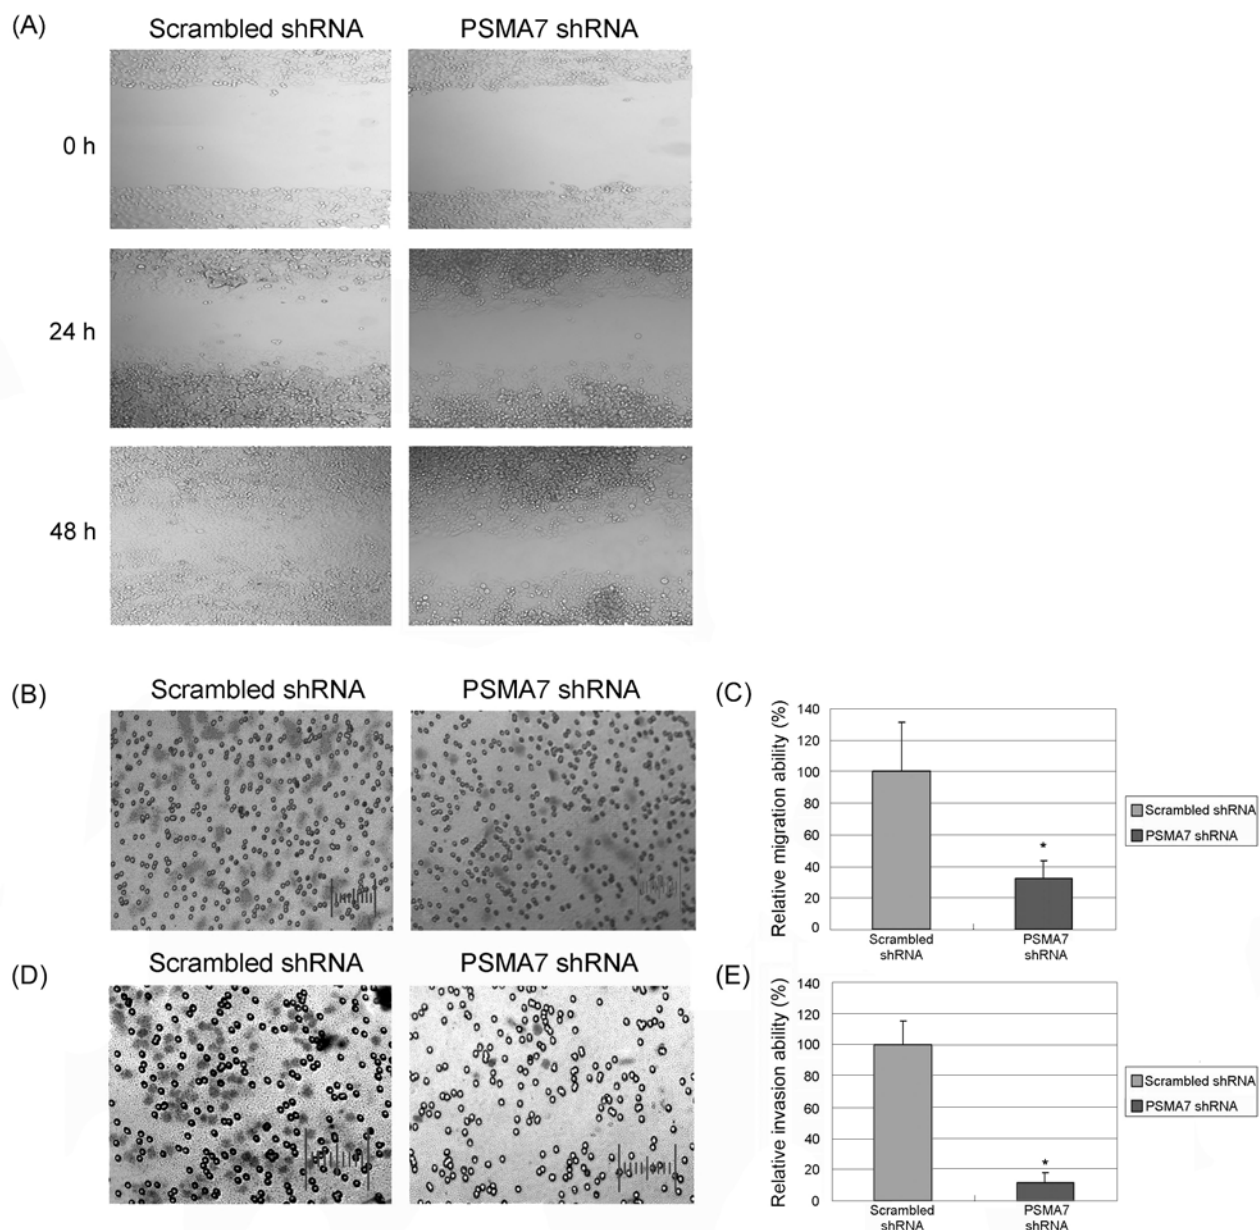 (A)
Scrambled shRNA
PSMA7 shRNA
0 h
24 h
48 h
(B)
Scrambled shRNA
PSMA7 shRNA
(C)
Relative migration ability (%)
140
120
100
80
60
40
20
0
*
Scrambled
shRNA
PSMA7
shRNA
Scrambled shRNA
PSMA7 shRNA
(D)
Scrambled shRNA
PSMA7 shRNA
(E)
Relative invasion ability (%)
140
120
100
80
60
40
20
0
*
Scrambled
shRNA
PSMA7
shRNA
Scrambled shRNA
PSMA7 shRNA